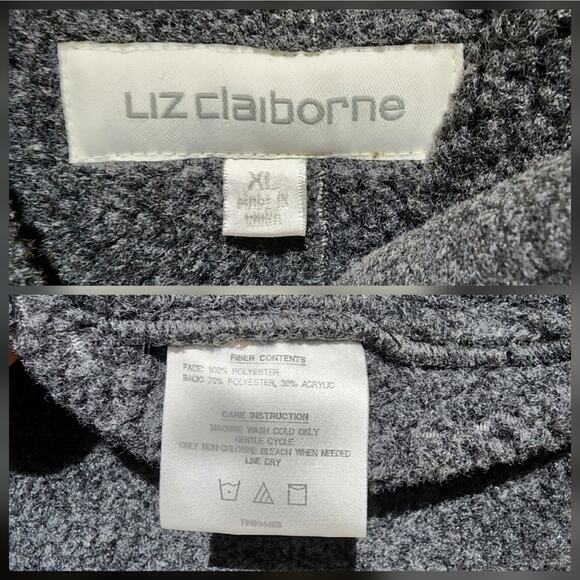 LIZ claiborne
XL
MADE IN
CHINA
FIBER CONTENTS
FACE: 100% POLYESTER
BACK: 70% POLYESTER, 30% ACRYLIC
CARE INSTRUCTION
MACHINE WASH COLD ONLY
GENTLE CYCLE
ONLY NON-CHLORINE BLEACH WHEN NEEDED
LINE DRY